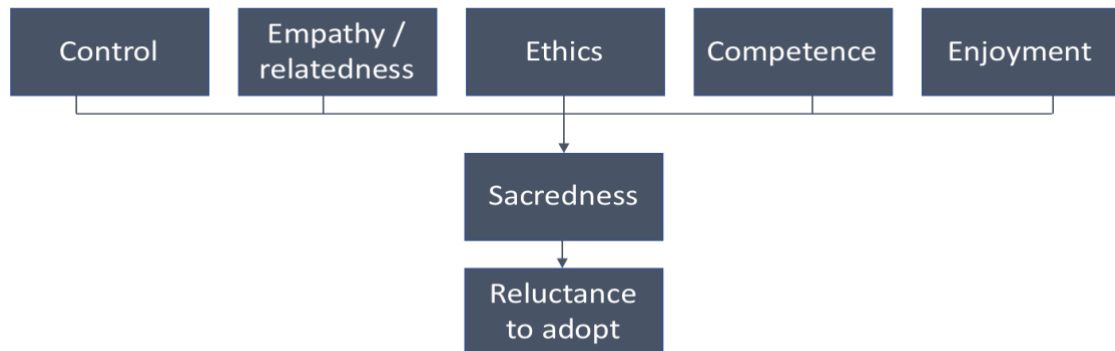 Control
Empathy /
relatedness
Ethics
Competence
Enjoyment
Sacredness
Reluctance
to adopt